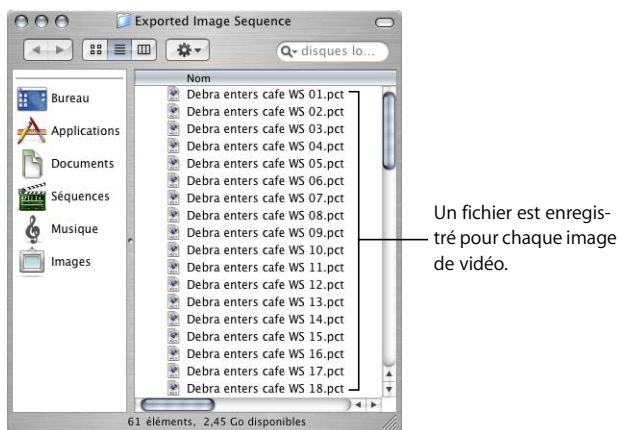 Exported Image Sequence
disques lo...
Nom
Bureau
Applications
Documents
Séquences
Musique
Images
Debra enters cafe WS 01.pct
Debra enters cafe WS 02.pct
Debra enters cafe WS 03.pct
Debra enters cafe WS 04.pct
Debra enters cafe WS 05.pct
Debra enters cafe WS 06.pct
Debra enters cafe WS 07.pct
Debra enters cafe WS 08.pct
Debra enters cafe WS 09.pct
Debra enters cafe WS 10.pct
Debra enters cafe WS 11.pct
Debra enters cafe WS 12.pct
Debra enters cafe WS 13.pct
Debra enters cafe WS 14.pct
Debra enters cafe WS 15.pct
Debra enters cafe WS 16.pct
Debra enters cafe WS 17.pct
Debra enters cafe WS 18.pct
61 éléments, 2,45 Go disponibles
Un fichier est enregis-
tré pour chaque image
de vidéo.